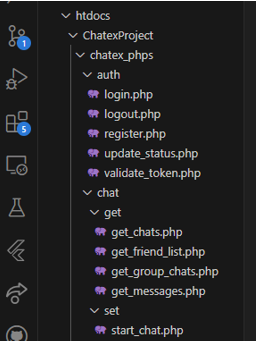 htdocs
ChatexProject
chatex_phps
auth
login.php
logout.php
register.php
update_status.php
validate_token.php
chat
get
get_chats.php
get_friend_list.php
get_group_chats.php
get_messages.php
set
start_chat.php
1
5